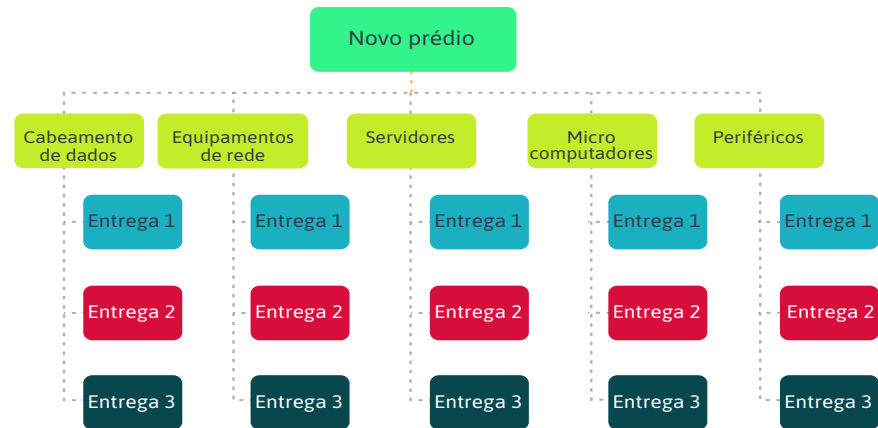 Novo prédio
Cabeamento
de dados
Equipamentos
de rede
Servidores
Micro
computadores
Periféricos
Entrega 1
Entrega 1
Entrega 1
Entrega 1
Entrega 1
Entrega 2
Entrega 2
Entrega 2
Entrega 2
Entrega 2
Entrega 3
Entrega 3
Entrega 3
Entrega 3
Entrega 3